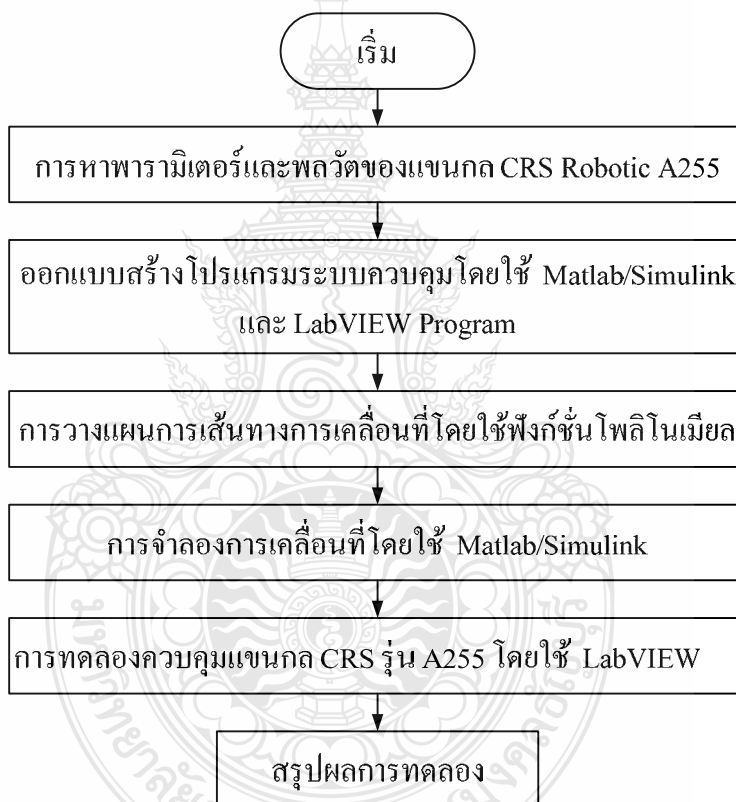 เริ่ม
การหาพารามิเตอร์และพลวัตของแขนกล CRS Robotic A255
ออกแบบสร้างโปรแกรมระบบควบคุมโดยใช้ Matlab/Simulink
และ LabVIEW Program
การวางแผนการเส้นทางการเคลื่อนที่โดยใช้ฟังก์ชั่นโพลิโนเมียล
การจำลองการเคลื่อนที่โดยใช้ Matlab/Simulink
การทดลองควบคุมแขนกล CRS รุ่น A255 โดยใช้ LabVIEW
สรุปผลการทดลอง